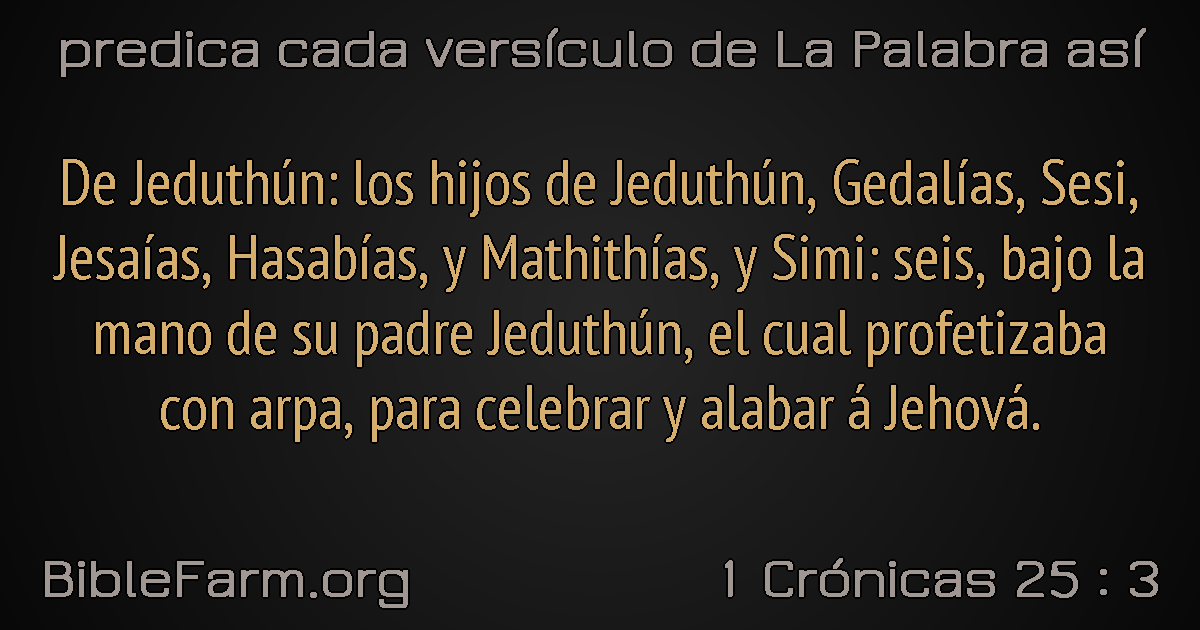 predica cada versículo de La Palabra así
De Jeduthún: los hijos de Jeduthún, Gedalías, Sesi,
Jesaías, Hasabías, y Mathithías, y Simi: seis, bajo la
mano de su padre Jeduthún, el cual profetizaba
con arpa, para celebrar y alabar á Jehová.
BibleFarm.org
1 Crónicas 25 : 3